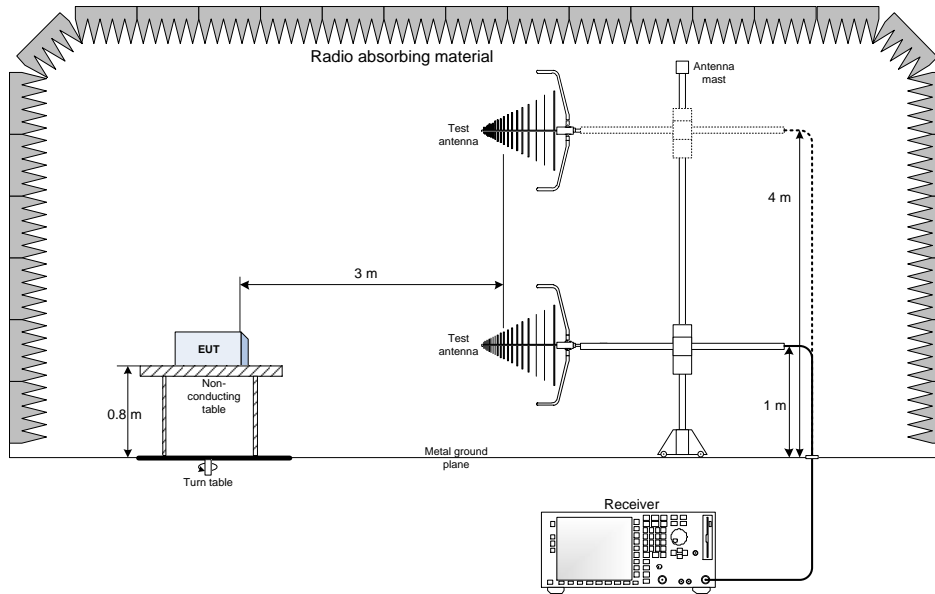 Radio absorbing material
Antenna
mast
Test
antenna
4 m
3 m
Test
antenna
EUT
Non-
conducting
table
0.8 m
1 m
Metal ground
plane
Turn table
Receiver